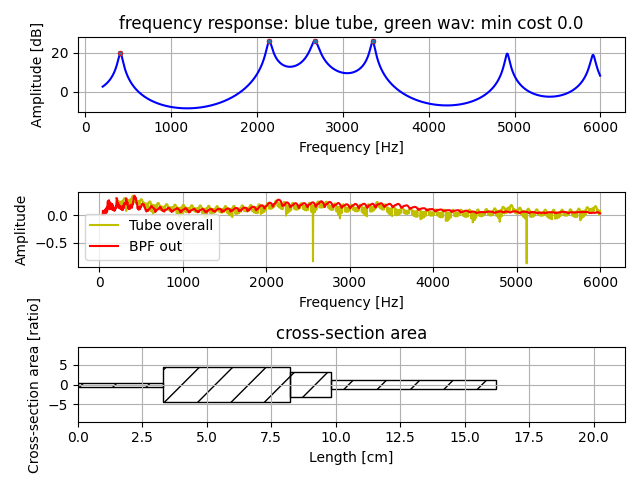 frequency response: blue tube, green wav: min cost 0.0
Amplitude [dB]
20
0
0 1000 2000 3000 4000 5000 6000
Frequency [Hz]
Amplitude
0.0
−0.5
Tube overall
BPF out
0 1000 2000 3000 4000 5000 6000
Frequency [Hz]
cross-section area
Cross-section area [ratio]
5
0
−5
0.0 2.5 5.0 7.5 10.0 12.5 15.0 17.5 20.0
Length [cm]